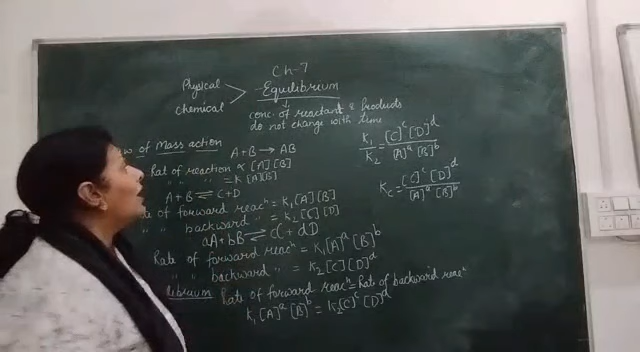 Ch-7
Physical
Equilibrium
chemical
conc. of reactant & Products
do not change with time
of Mass action
A+B → AB
Rat of reaction ∝ [A][B]
" " " = K [A][B]
A+B ⇌ C+D
of forward reacⁿ = K₁[A][B]
" backward " = K₂[C][D]
aA+bB ⇌ cC + dD
Rate of forward reacⁿ = K₁[A]ᵃ[B]ᵇ
" " backward " = K₂[C][D]ᵈ
Rate of forward reacⁿ = Rate of backward reacⁿ
K₁[A]ᵃ[B]ᵇ = K₂[C]ᶜ[D]ᵈ
K₁/K₂ = [C]ᶜ[D]ᵈ/[A]ᵃ[B]ᵇ
Kc = [C]ᶜ[D]ᵈ/[A]ᵃ[B]ᵇ